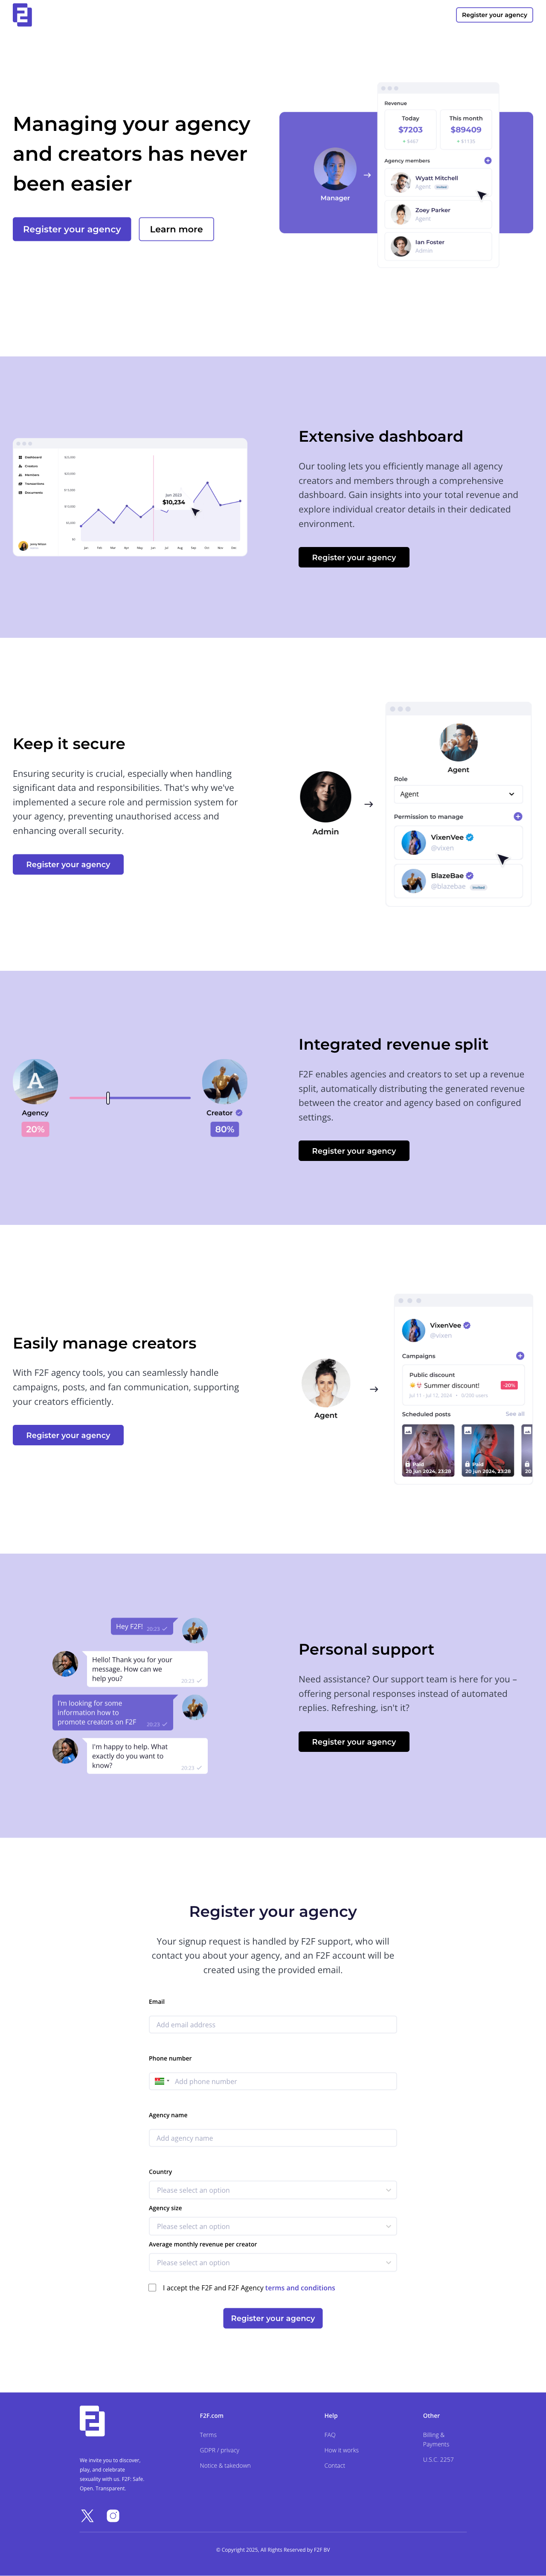 Register your agency
Managing your agency
and creators has never
been easier
Register your agency
Learn more
Manager
Revenue
Today
This month
$7203
$89409
Agency members
Wyatt Mitchell
Agent
Zoey Parker
Agent
Ian Foster
Admin
Extensive dashboard
Our tooling lets you efficiently manage all agency
creators and members through a comprehensive
dashboard. Gain insights into your total revenue and
explore individual creator details in their dedicated
environment.
Register your agency
Dashboard
Creators
Members
Transactions
Documents
Jun 2023
$10,234
Keep it secure
Ensuring security is crucial, especially when handling
significant data and responsibilities. That's why we've
implemented a secure role and permission system for
your agency, preventing unauthorised access and
enhancing overall security.
Register your agency
Admin
Agent
Role
Agent
Permission to manage
VixenVee
@vixen
BlazeBae
@blazebae
Invited
A
Agency
20%
Creator
80%
Integrated revenue split
F2F enables agencies and creators to set up a revenue
split, automatically distributing the generated revenue
between the creator and agency based on configured
settings.
Register your agency
Easily manage creators
With F2F agency tools, you can seamlessly handle
campaigns, posts, and fan communication, supporting
your creators efficiently.
Register your agency
Agent
VixenVee
@vixen
Campaigns
Public discount
Summer discount!
-20%
Jul 11 - Jul 12, 2024 • 0/250 users
Scheduled posts
See all
Paid
20 Jun 2024, 23:28
Paid
20 Jun 2024, 23:28
20
Hey F2F!
20:23
Hello! Thank you for your
message. How can we
help you?
20:23
I'm looking for some
information how to
promote creators on F2F
20:23
I'm happy to help. What
exactly do you want to
know?
20:23
Personal support
Need assistance? Our support team is here for you –
offering personal responses instead of automated
replies. Refreshing, isn't it?
Register your agency
Register your agency
Your signup request is handled by F2F support, who will
contact you about your agency, and an F2F account will be
created using the provided email.
Email
Add email address
Phone number
Add phone number
Agency name
Add agency name
Country
Please select an option
Agency size
Please select an option
Average monthly revenue per creator
Please select an option
I accept the F2F and F2F Agency terms and conditions
Register your agency
We invite you to discover,
play, and celebrate
sexuality with us. F2F. Safe.
Open. Transparent.
F2F.com
Terms
GDPR / privacy
Notice & takedown
Help
FAQ
How it works
Contact
Other
Billing &
Payments
U.S.C. 2257
© Copyright 2025, All Rights Reserved by F2F BV